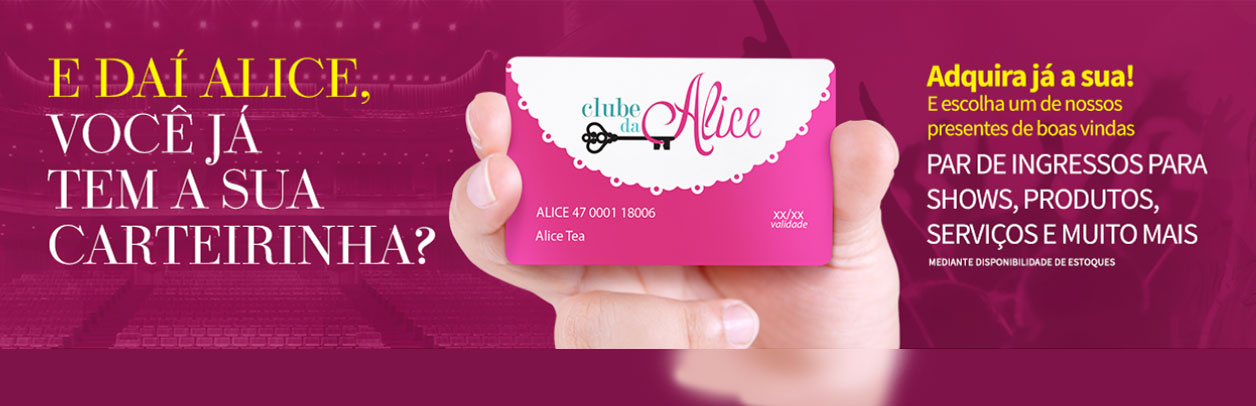 E DAÍ ALICE,
VOCÊ JÁ
TEM A SUA
CARTEIRINHA?
clube
da
Alice
ALICE 47 0001 18006
Alice Tea
xx/xx
validade
Adquira já a sua!
E escolha um de nossos
presentes de boas vindas
PAR DE INGRESSOS PARA
SHOWS, PRODUTOS,
SERVIÇOS E MUITO MAIS
MEDIANTE DISPONIBILIDADE DE ESTOQUES